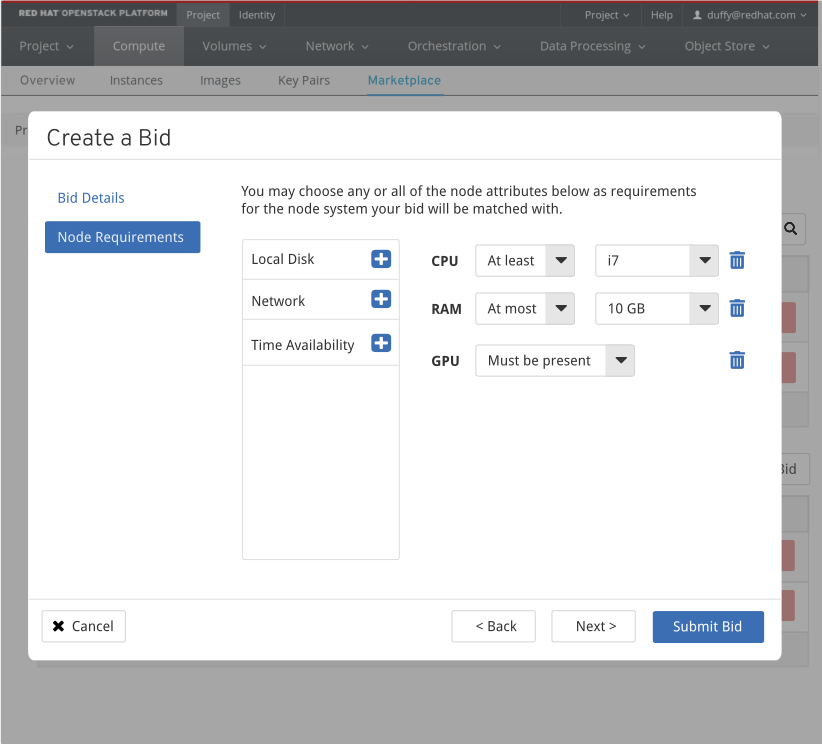 RED HAT OPENSTACK PLATFORM Project Identity Project Help duffy@redhat.com
Project Compute Volumes Network Orchestration Data Processing Object Store
Overview Instances Images Key Pairs Marketplace
Pr
Create a Bid
Bid Details
Node Requirements
You may choose any or all of the node attributes below as requirements
for the node system your bid will be matched with.
Local Disk
Network
Time Availability
CPU At least i7
RAM At most 10 GB
GPU Must be present
Bid
Cancel < Back Next > Submit Bid